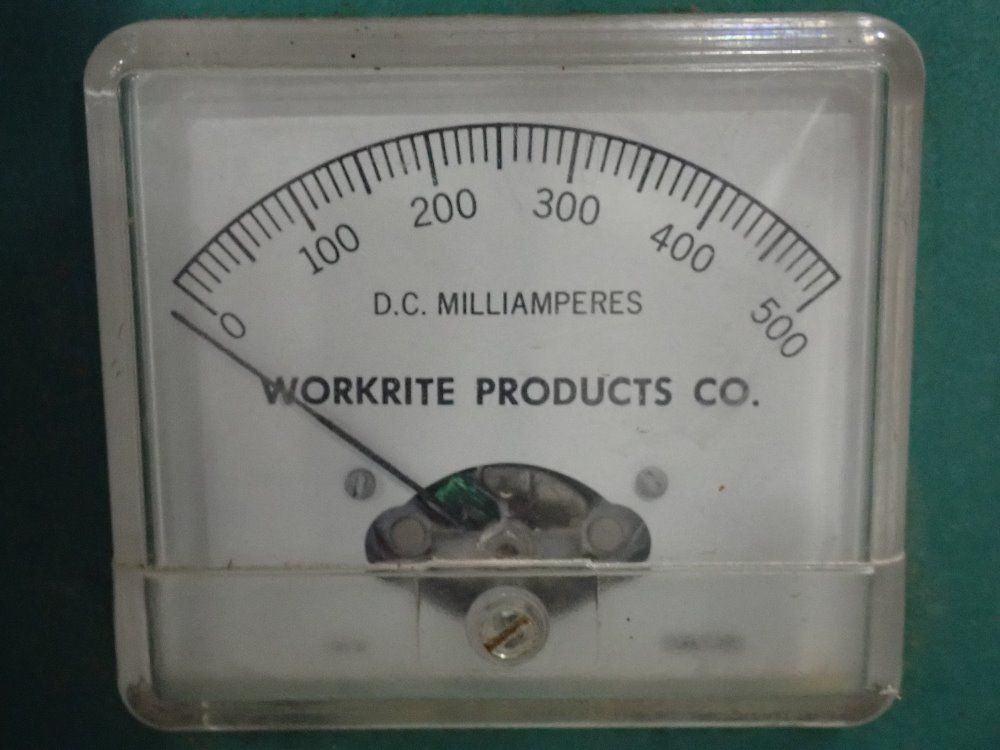 0 100 200 300 400 500
D.C. MILLIAMPERES
WORKRITE PRODUCTS CO.